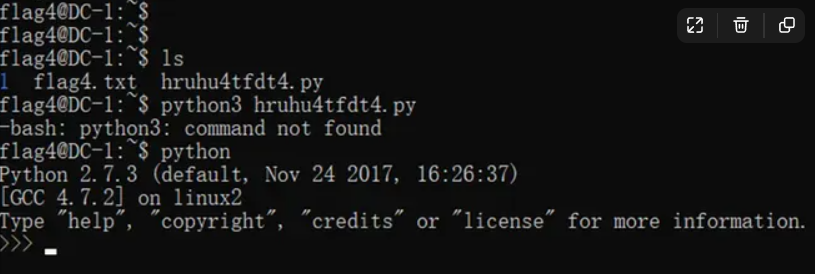 flag4@DC-1:~$
flag4@DC-1:~$
flag4@DC-1:~$ ls
1  flag4.txt  hruhu4tfdt4.py
flag4@DC-1:~$ python3 hruhu4tfdt4.py
-bash: python3: command not found
flag4@DC-1:~$ python
Python 2.7.3 (default, Nov 24 2017, 16:26:37)
[GCC 4.7.2] on linux2
Type "help", "copyright", "credits" or "license" for more information.
>>>